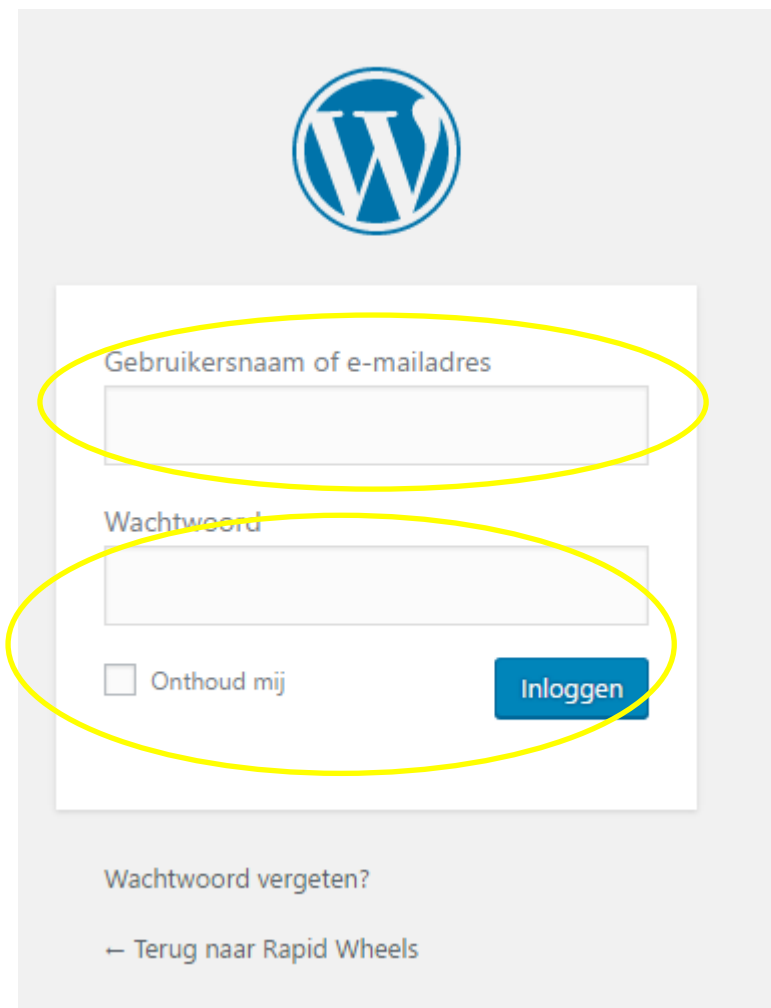 Gebruikersnaam of e-mailadres
Wachtwoord
Onthoud mij
Inloggen
Wachtwoord vergeten?
← Terug naar Rapid Wheels